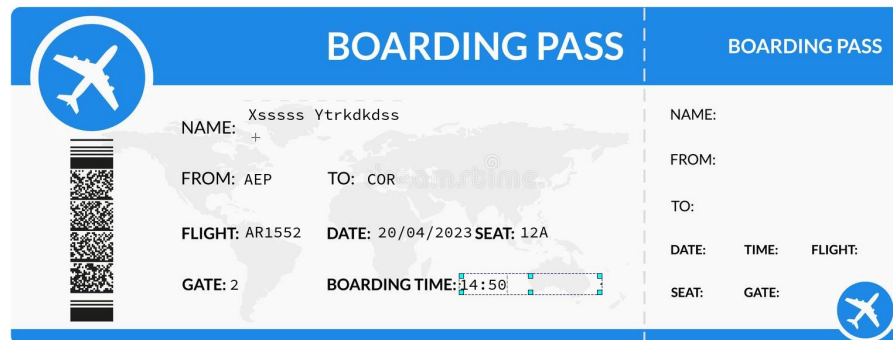 BOARDING PASS
NAME: Xsssss Ytrkdkdss
FROM: AEP TO: COR
FLIGHT: AR1552 DATE: 20/04/2023 SEAT: 12A
GATE: 2 BOARDING TIME: 14:50
BOARDING PASS
NAME:
FROM:
TO:
DATE: TIME: FLIGHT:
SEAT: GATE: